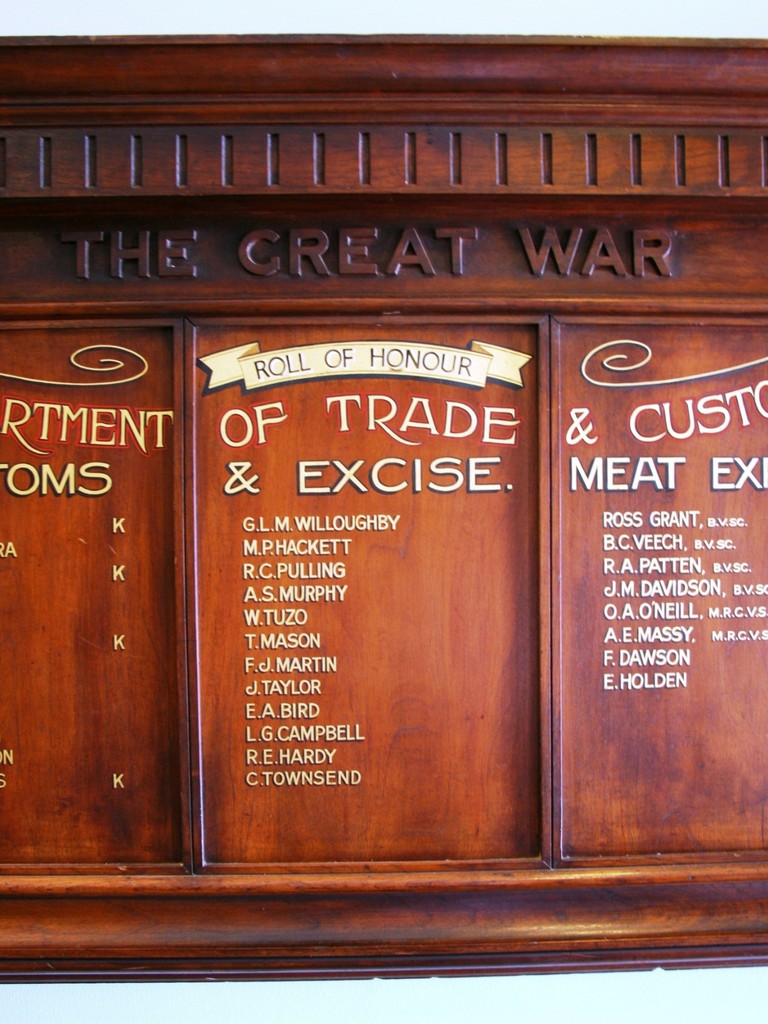 THE GREAT WAR
ROLL OF HONOUR
RTMENT OF TRADE & CUSTO
TOMS & EXCISE. MEAT EX
K
RA
K
K
ON
S K
G.L.M.WILLOUGHBY
M.P.HACKETT
R.C.PULLING
A.S.MURPHY
W.TUZO
T.MASON
F.J.MARTIN
J.TAYLOR
E.A.BIRD
L.G.CAMPBELL
R.E.HARDY
C.TOWNSEND
ROSS GRANT, B.V.SC.
B.C.VEECH, B.V.SC.
R.A.PATTEN, B.V.SC.
J.M.DAVIDSON, B.V.SC
O.A.O'NEILL, M.R.C.V.S.
A.E.MASSY, M.R.C.V.S
F.DAWSON
E.HOLDEN